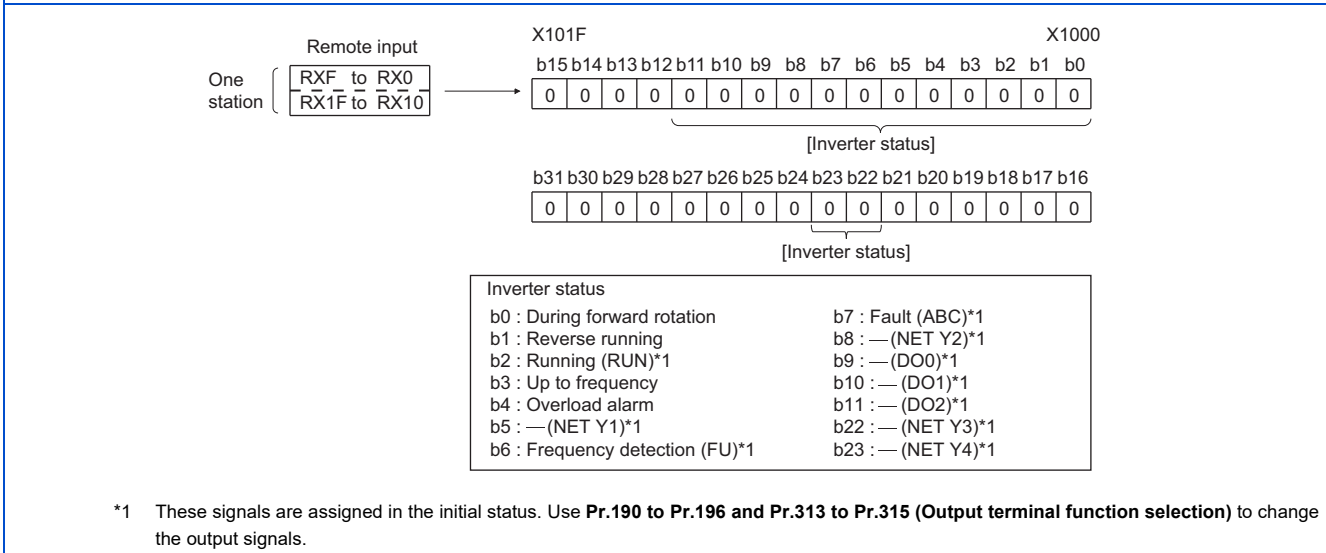 Remote input
One station
RXF to RX0
RX1F to RX10
X101F X1000
b15 b14 b13 b12 b11 b10 b9 b8 b7 b6 b5 b4 b3 b2 b1 b0
0 0 0 0 0 0 0 0 0 0 0 0 0 0 0 0
[Inverter status]
b31 b30 b29 b28 b27 b26 b25 b24 b23 b22 b21 b20 b19 b18 b17 b16
0 0 0 0 0 0 0 0 0 0 0 0 0 0 0 0
[Inverter status]
Inverter status
b0 : During forward rotation
b1 : Reverse running
b2 : Running (RUN)*1
b3 : Up to frequency
b4 : Overload alarm
b5 : —(NET Y1)*1
b6 : Frequency detection (FU)*1
b7 : Fault (ABC)*1
b8 : — (NET Y2)*1
b9 : — (DO0)*1
b10 : — (DO1)*1
b11 : — (DO2)*1
b22 : — (NET Y3)*1
b23 : — (NET Y4)*1
*1 These signals are assigned in the initial status. Use Pr.190 to Pr.196 and Pr.313 to Pr.315 (Output terminal function selection) to change
the output signals.